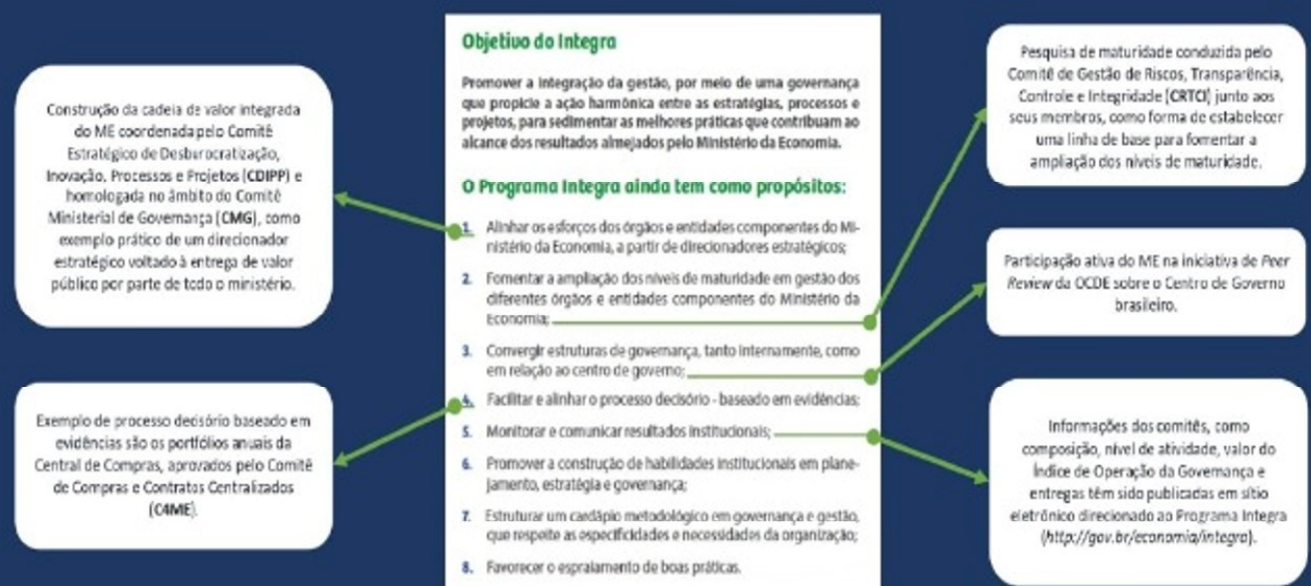 Construção da cadeia de valor integrada
do ME coordenada pelo Comitê
Estratégico de Desburocratização,
Inovação, Processos e Projetos (CDIPP) e
homologada no âmbito do Comitê
Ministerial de Governança (CMG), como
exemplo prático de um direcionador
estratégico voltado à entrega de valor
público por parte de todo o ministério.
Exemplo de processo decisório baseado em
evidências são os portfólios anuais da
Central de Compras, aprovados pelo Comitê
de Compras e Contratos Centralizados
(C4ME).
Objetivo do Integra
Promover a integração da gestão, por meio de uma governança
que propicie a ação harmônica entre as estratégias, processos e
projetos, para sedimentar as melhores práticas que contribuam ao
alcance dos resultados almejados pelo Ministério da Economia.
O Programa Integra ainda tem como propósitos:
1. Alinhar os esforços dos órgãos e entidades componentes do Mi-
nistério da Economia, a partir de direcionadores estratégicos;
2. Fomentar a ampliação dos níveis de maturidade em gestão dos
diferentes órgãos e entidades componentes do Ministério da
Economia;
3. Convergir estruturas de governança, tanto internamente, como
em relação ao centro de governo;
4. Facilitar e alinhar o processo decisório - baseado em evidências;
5. Monitorar e comunicar resultados institucionais;
6. Promover a construção de habilidades institucionais em plane-
jamento, estratégia e governança;
7. Estruturar um cardápio metodológico em governança e gestão,
que respeite as especificidades e necessidades da organização;
8. Favorecer o espraiamento de boas práticas.
Pesquisa de maturidade conduzida pelo
Comitê de Gestão de Riscos, Transparência,
Controle e Integridade (CRTCI) junto aos
seus membros, como forma de estabelecer
uma linha de base para fomentar a
ampliação dos níveis de maturidade.
Participação ativa do ME na iniciativa de Peer
Review da OCDE sobre o Centro de Governo
brasileiro.
Informações dos comitês, como
composição, nível de atividade, valor do
Índice de Operação da Governança e
entregas têm sido publicadas em sítio
eletrônico direcionado ao Programa Integra
(http://gov.br/economia/integra).